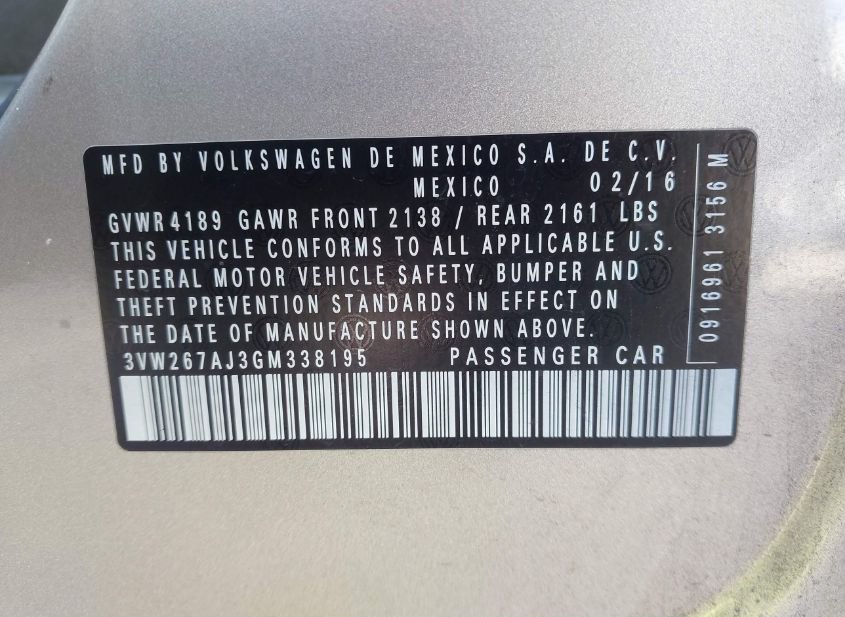 MFD BY VOLKSWAGEN DE MEXICO S.A. DE C.V.
MEXICO 02/16
GVWR 4189 GAWR FRONT 2138 / REAR 2161 LBS
THIS VEHICLE CONFORMS TO ALL APPLICABLE U.S.
FEDERAL MOTOR VEHICLE SAFETY, BUMPER AND
THEFT PREVENTION STANDARDS IN EFFECT ON
THE DATE OF MANUFACTURE SHOWN ABOVE.
3VW267AJ3GM338195 PASSENGER CAR
0916961 3156 M